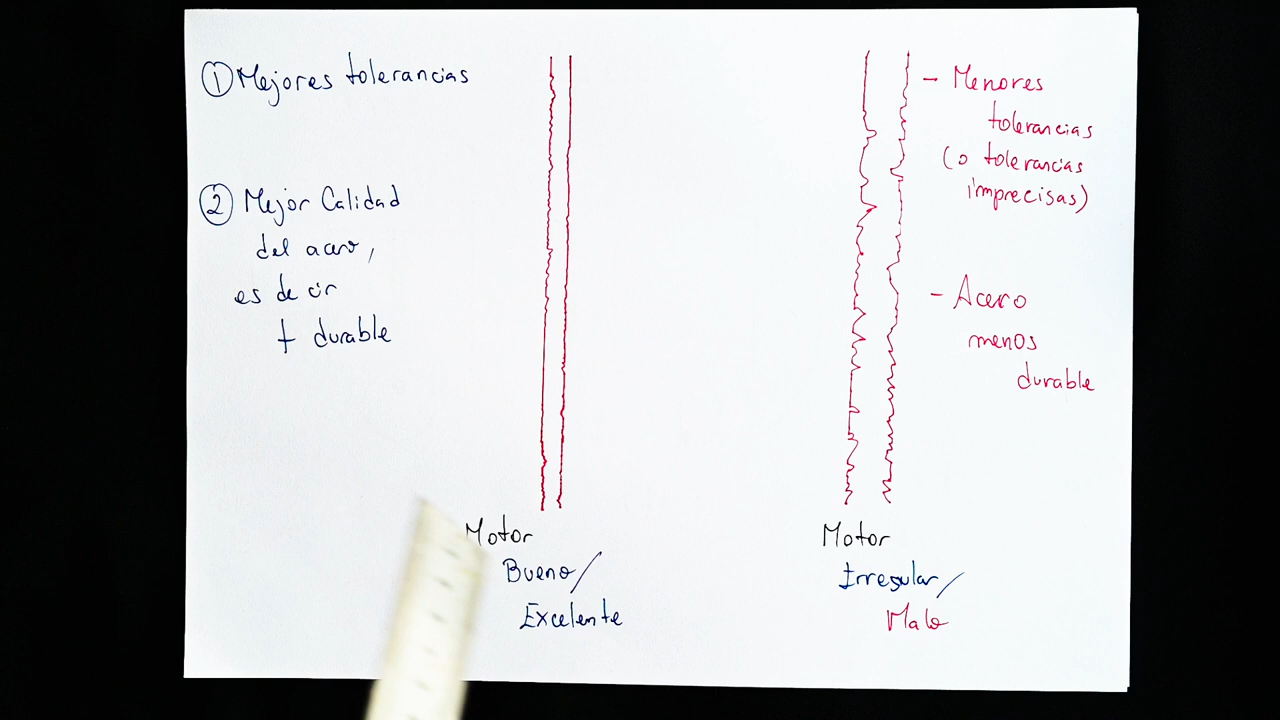 ① Mejores tolerancias
② Mejor Calidad
del acero,
es decir
+ durable
Motor
Bueno/
Excelente
- Menores
tolerancias
(o tolerancias
imprecisas)
- Acero
menos
durable
Motor
Irregular/
Malo